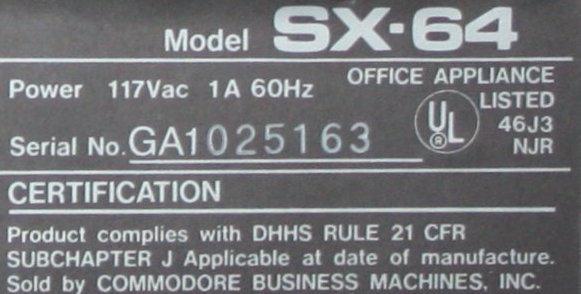 Model SX-64
Power 117Vac 1A 60Hz
OFFICE APPLIANCE
UL® LISTED
46J3
NJR
Serial No. GA1025163
CERTIFICATION
Product complies with DHHS RULE 21 CFR
SUBCHAPTER J Applicable at date of manufacture.
Sold by COMMODORE BUSINESS MACHINES, INC.